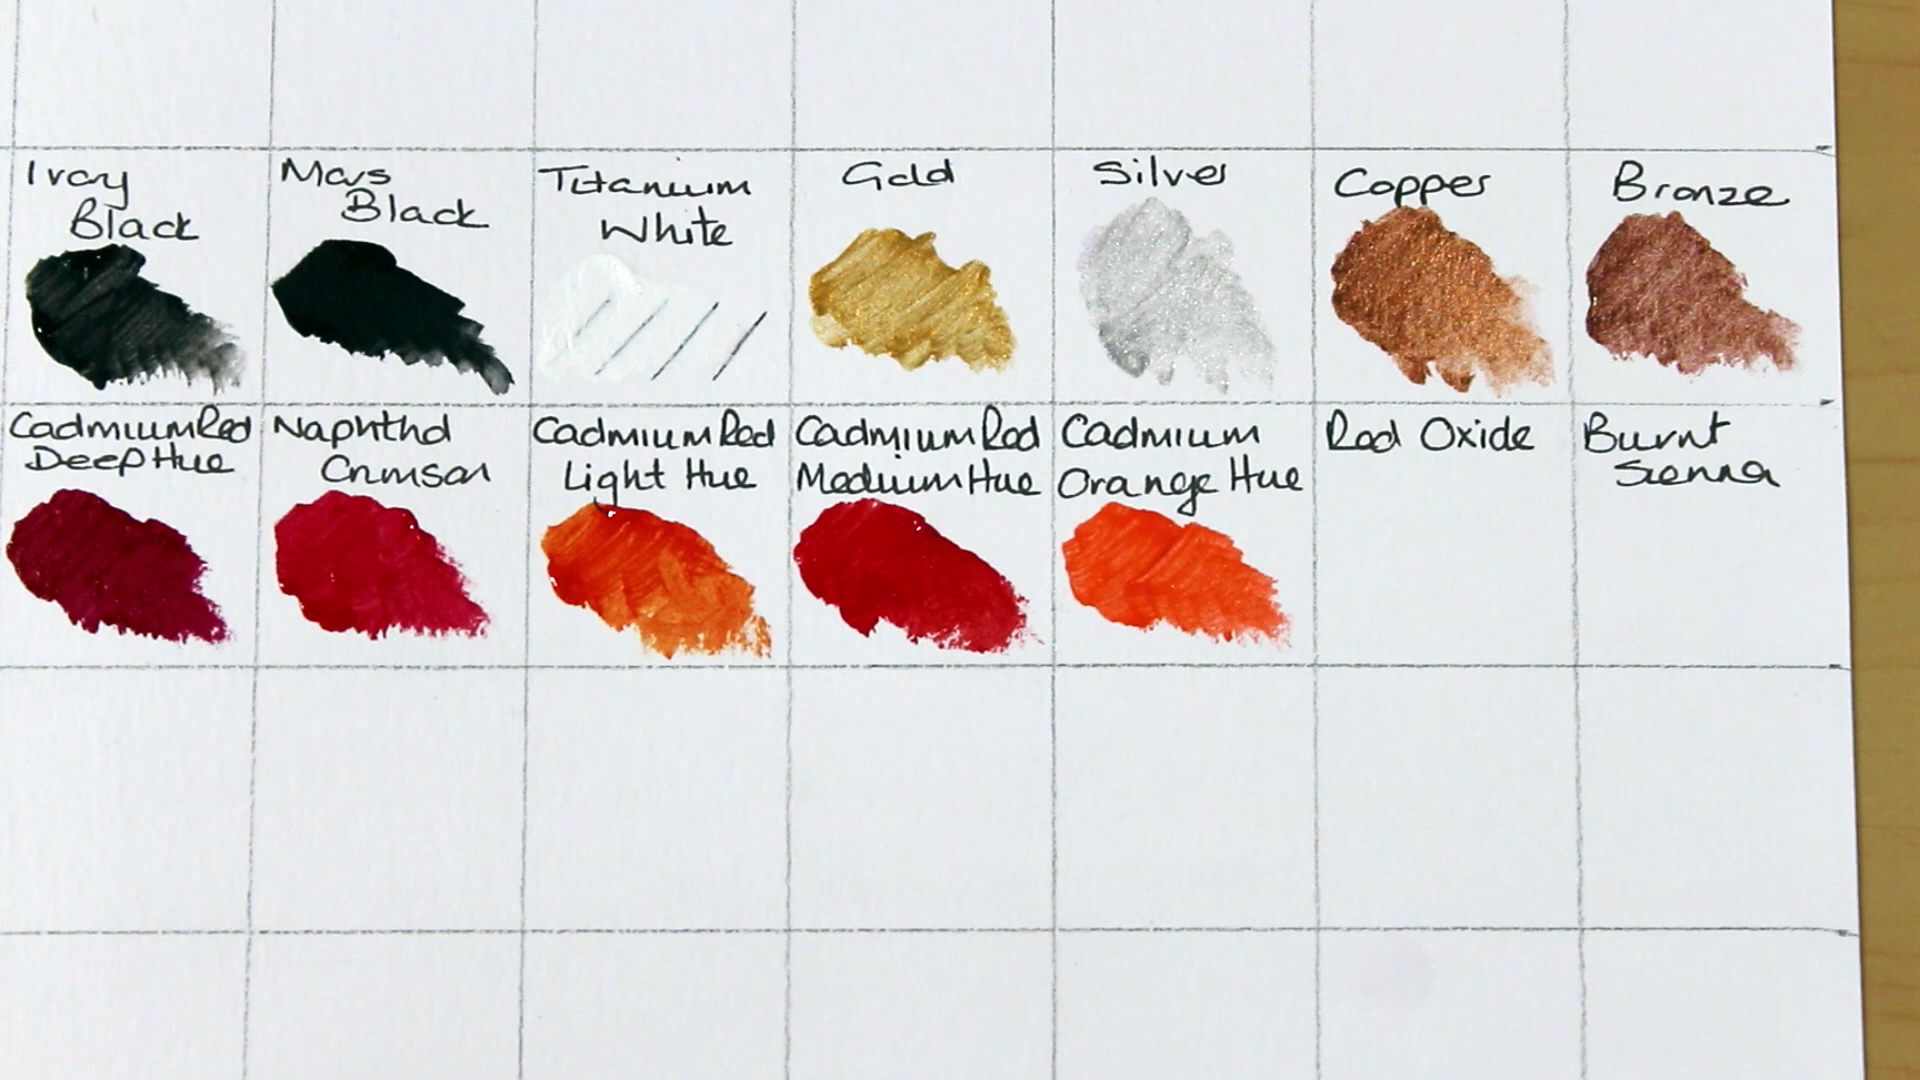 Ivory
Black
Mars
Black
Titanium
White
Gold
Silver
Copper
Bronze
Cadmium Red
Deep Hue
Naphthol
Crimson
Cadmium Red
Light Hue
Cadmium Red
Medium Hue
Cadmium
Orange Hue
Red Oxide
Burnt
Sienna